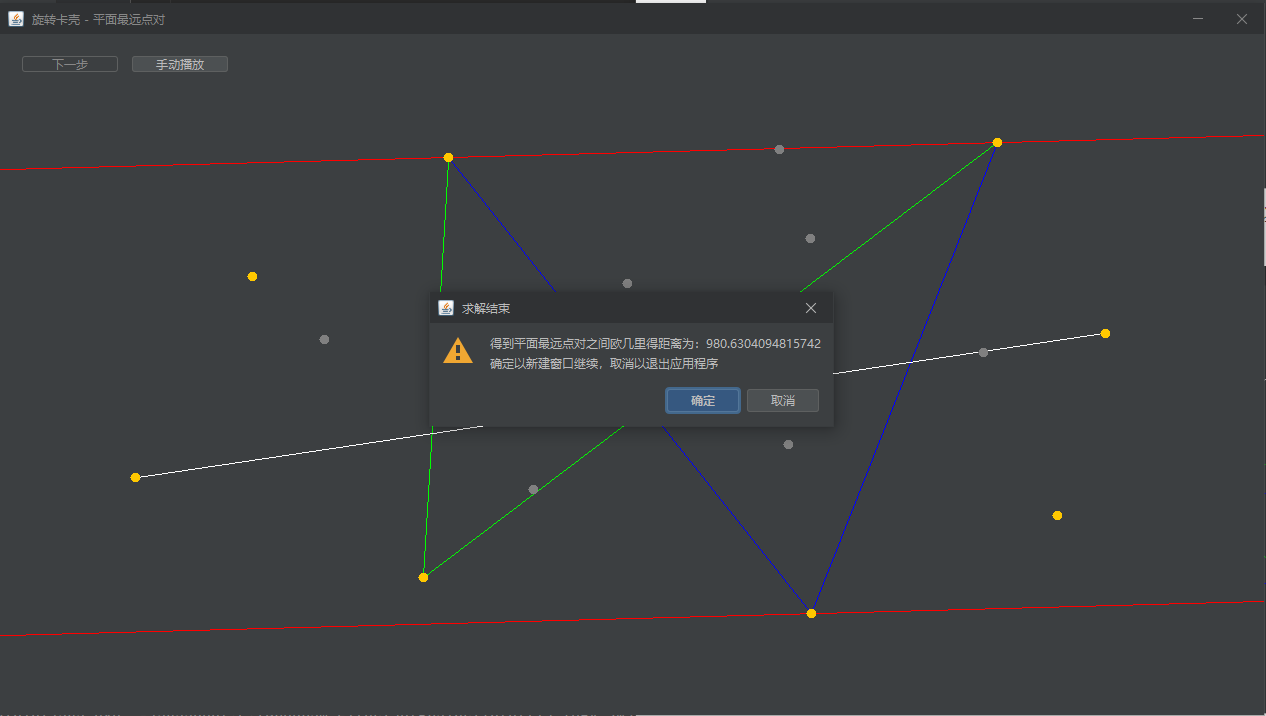 旋转卡壳 - 平面最远点对
下一步
手动播放
求解结束
得到平面最远点对之间欧几里得距离为：980.6304094815742
确定以新建窗口继续，取消以退出应用程序
确定
取消